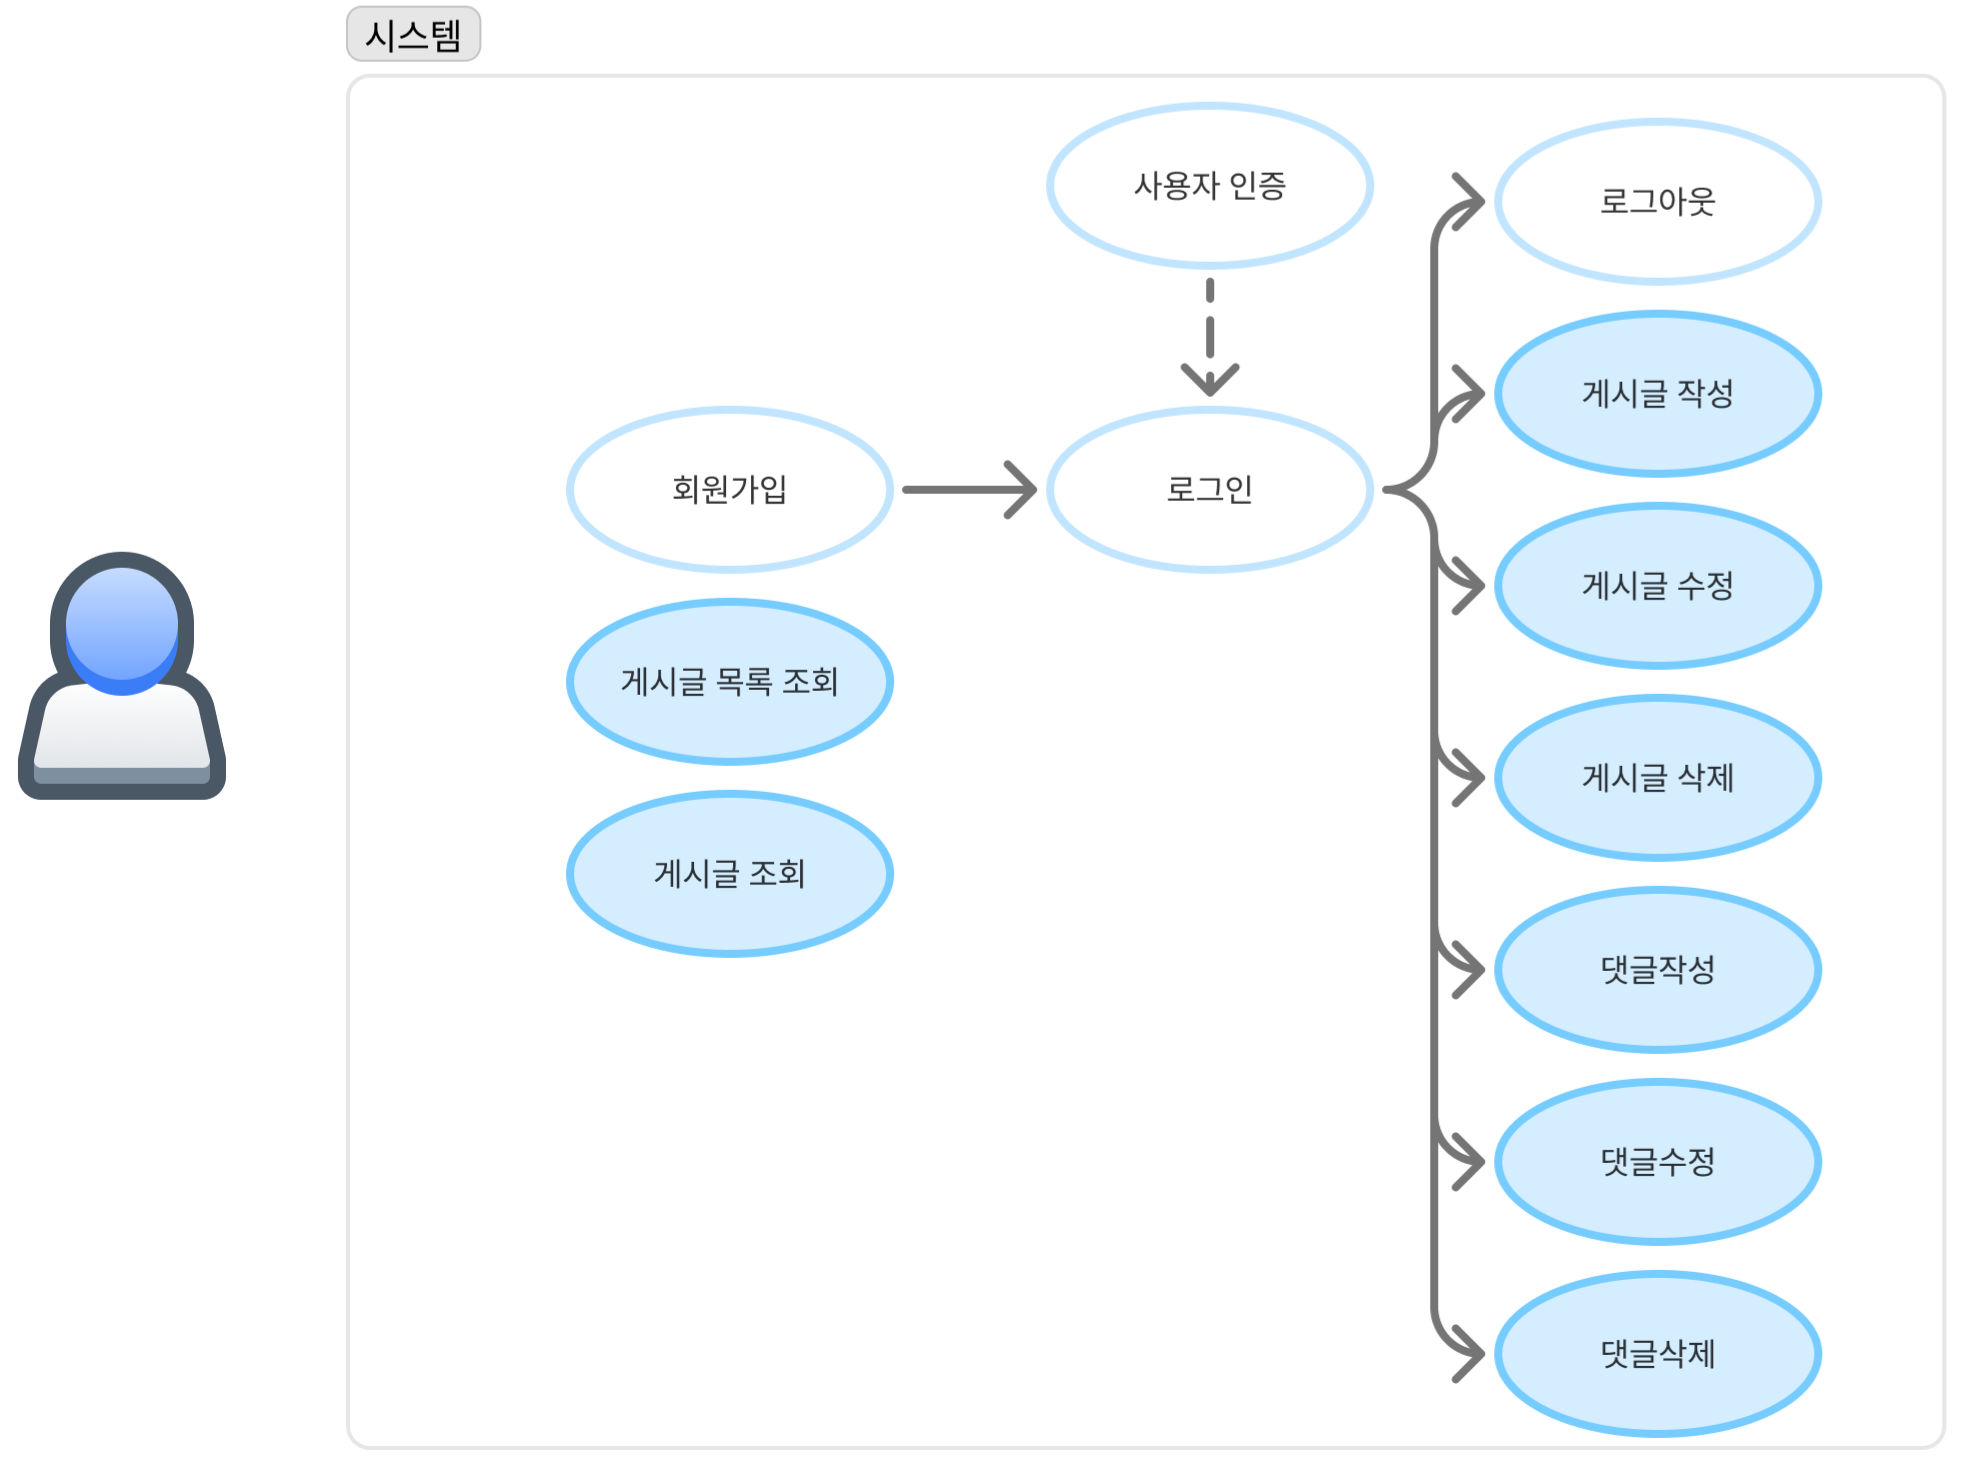 시스템
사용자 인증
로그아웃
게시글 작성
회원가입
로그인
게시글 수정
게시글 목록 조회
게시글 삭제
게시글 조회
댓글작성
댓글수정
댓글삭제